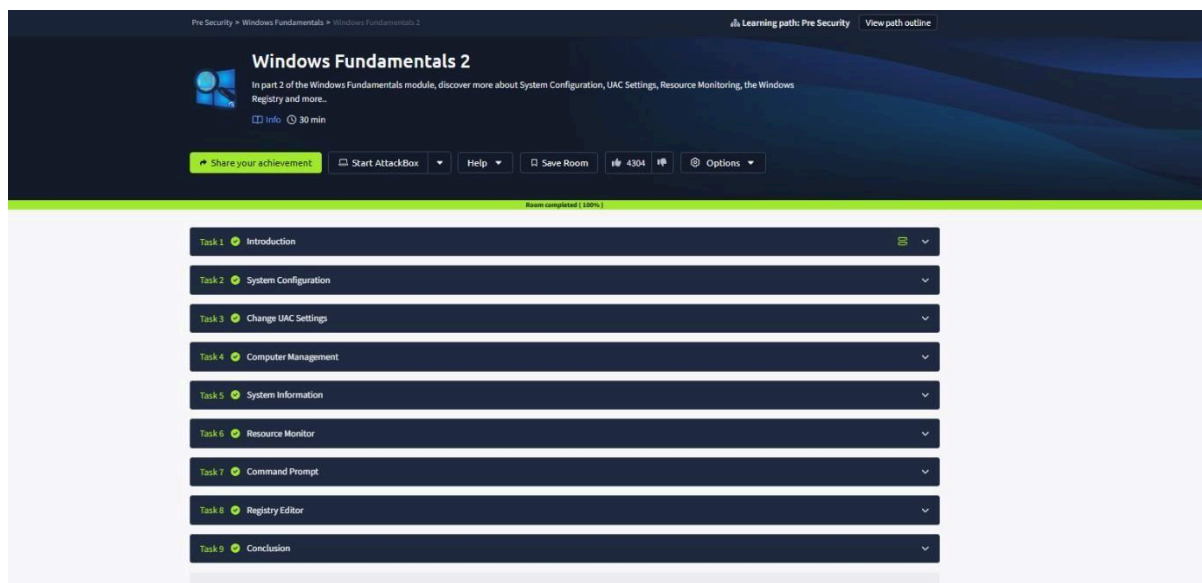 Pre Security > Windows Fundamentals > Windows Fundamentals 2
Learning path: Pre Security View path outline
Windows Fundamentals 2
In part 2 of the Windows Fundamentals module, discover more about System Configuration, UAC Settings, Resource Monitoring, the Windows
Registry and more..
Info 30 min
Share your achievement Start AttackBox Help Save Room 4304 Options
Room completed ( 100% )
Task 1 Introduction
Task 2 System Configuration
Task 3 Change UAC Settings
Task 4 Computer Management
Task 5 System Information
Task 6 Resource Monitor
Task 7 Command Prompt
Task 8 Registry Editor
Task 9 Conclusion